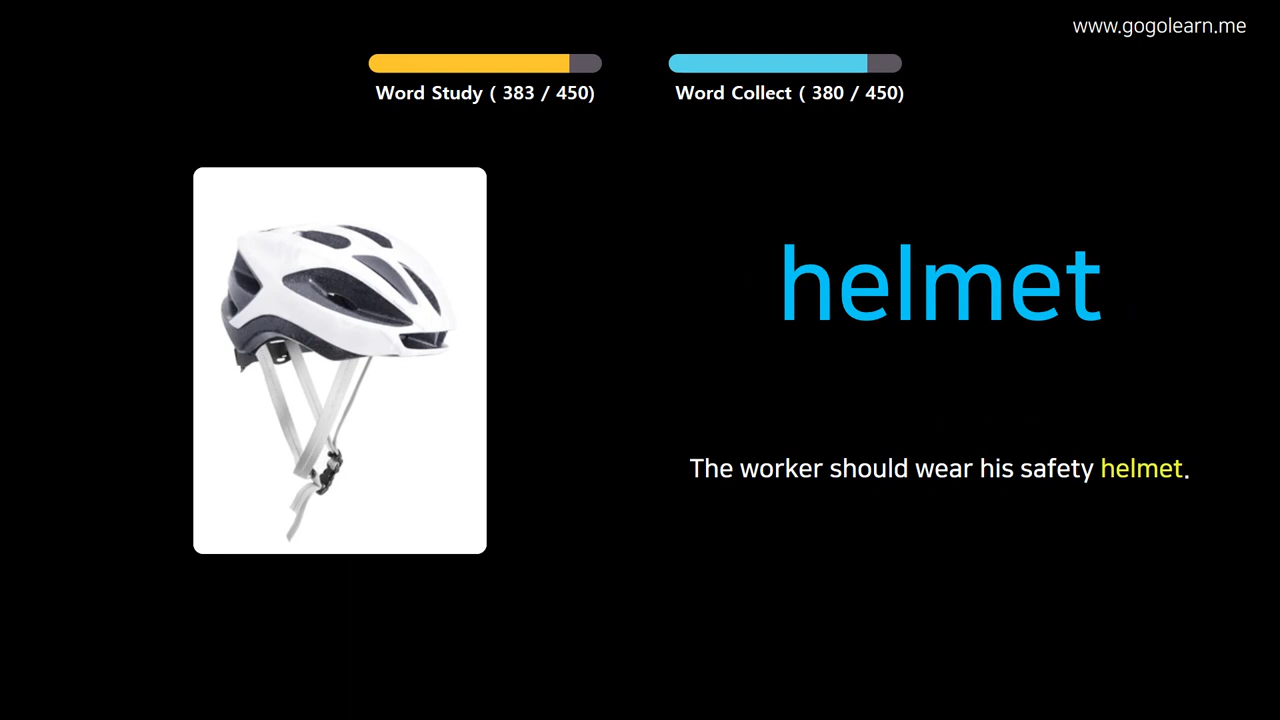 www.gogolearn.me
Word Study ( 383 / 450)
Word Collect ( 380 / 450)
helmet
The worker should wear his safety helmet.